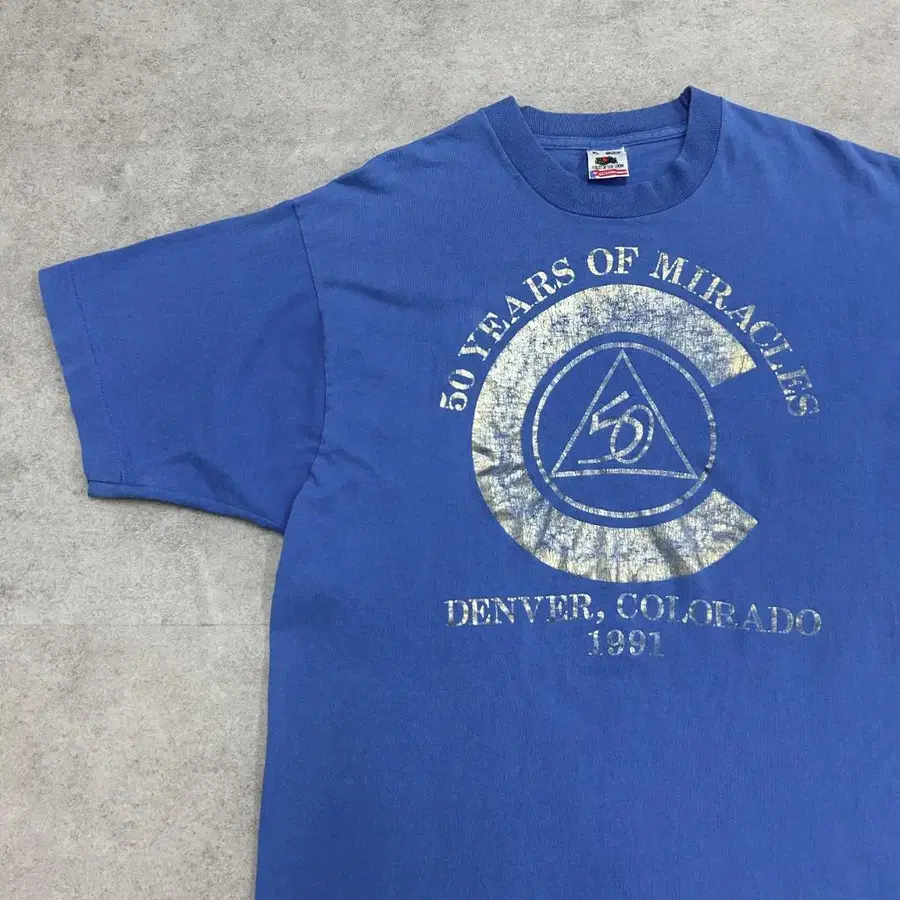 50 YEARS OF MIRACLES
50
DENVER, COLORADO
1991